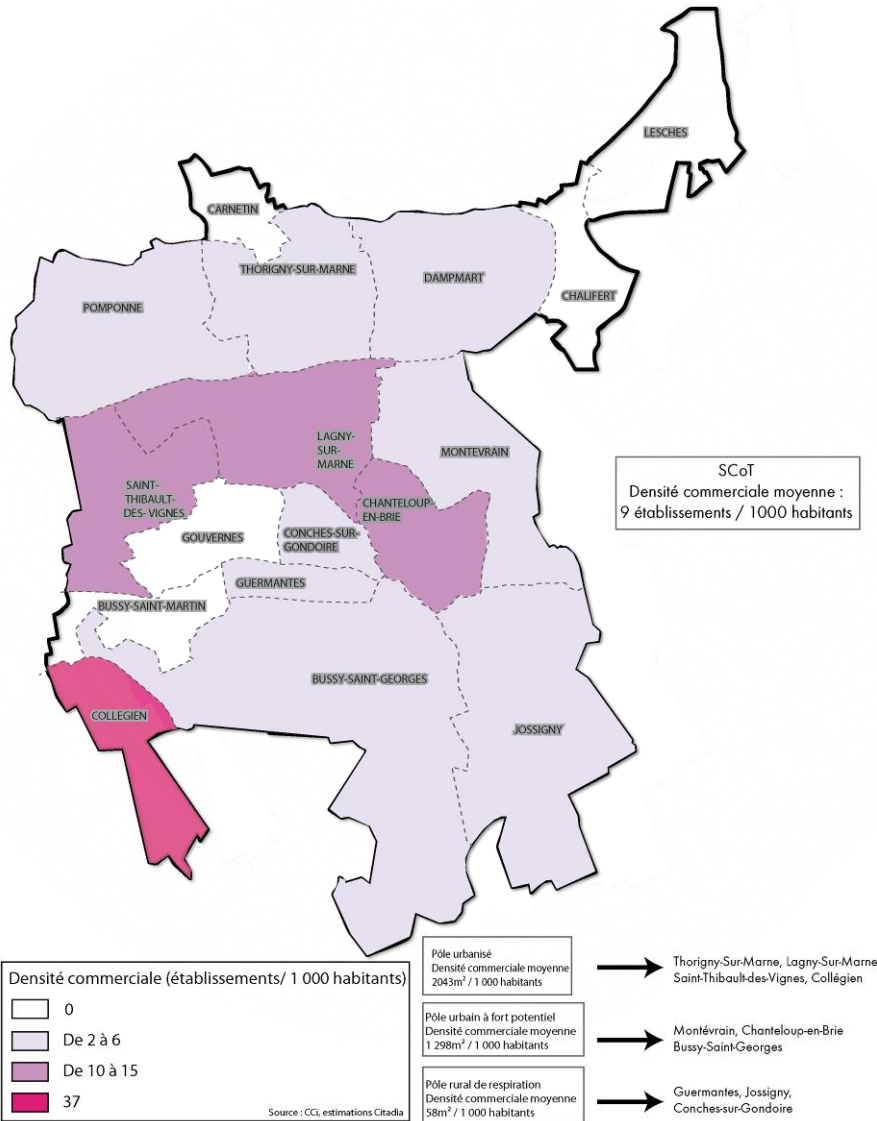 LESCHES
CARNETIN
THORIGNY-SUR-MARNE
DAMPMART
CHALIFERT
POMPONNE
LAGNY-
SUR-
MARNE
MONTEVRAIN
SCoT
Densité commerciale moyenne :
9 établissements / 1000 habitants
SAINT-
THIBAULT-
DES- VIGNES
CHANTELOUP-
EN-BRIE
GOUVERNES
CONCHES-SUR-
GONDOIRE
GUERMANTES
BUSSY-SAINT-MARTIN
BUSSY-SAINT-GEORGES
COLLEGIEN
JOSSIGNY
Densité commerciale (établissements/ 1 000 habitants)
0
De 2 à 6
De 10 à 15
37
Source : CCi, estimations Citadia
Pôle urbanisé
Densité commerciale moyenne
2043m² / 1 000 habitants
Thorigny-Sur-Marne, Lagny-Sur-Marne
Saint-Thibault-des-Vignes, Collégien
Pôle urbain à fort potentiel
Densité commerciale moyenne
1 298m² / 1 000 habitants
Montévrain, Chanteloup-en-Brie
Bussy-Saint-Georges
Pôle rural de respiration
Densité commerciale moyenne
58m² / 1 000 habitants
Guermantes, Jossigny,
Conches-sur-Gondoire